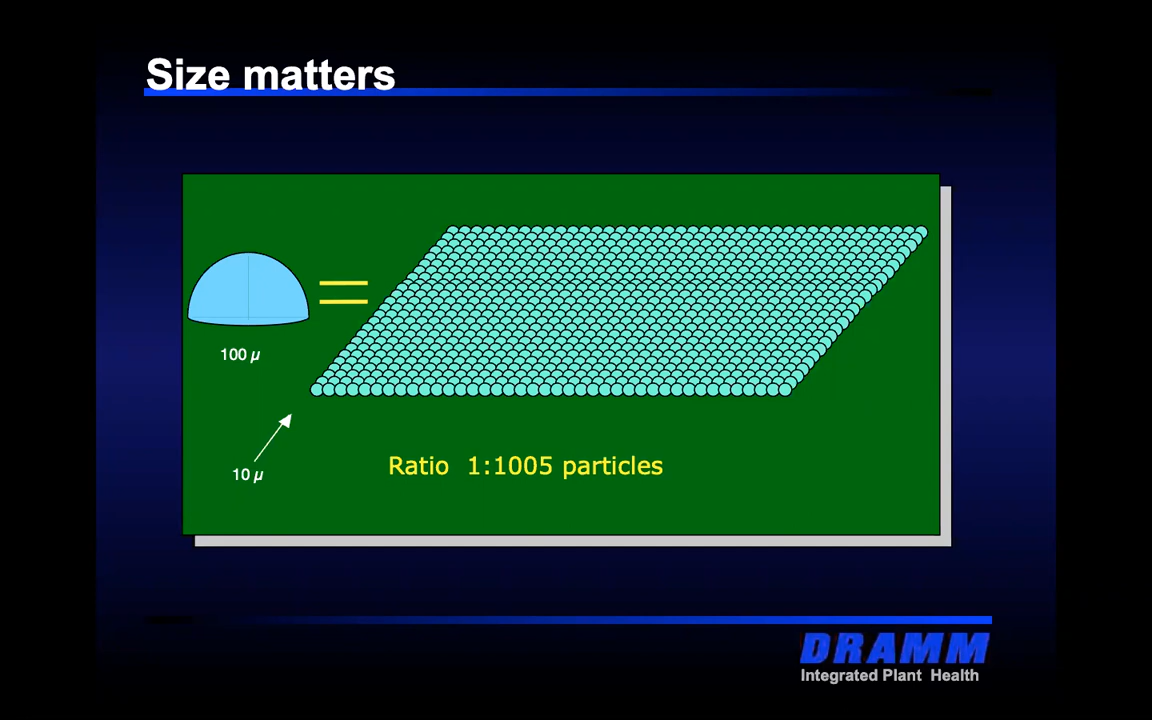 Size matters
100 µ
10 µ
Ratio 1:1005 particles
DRAMM
Integrated Plant Health